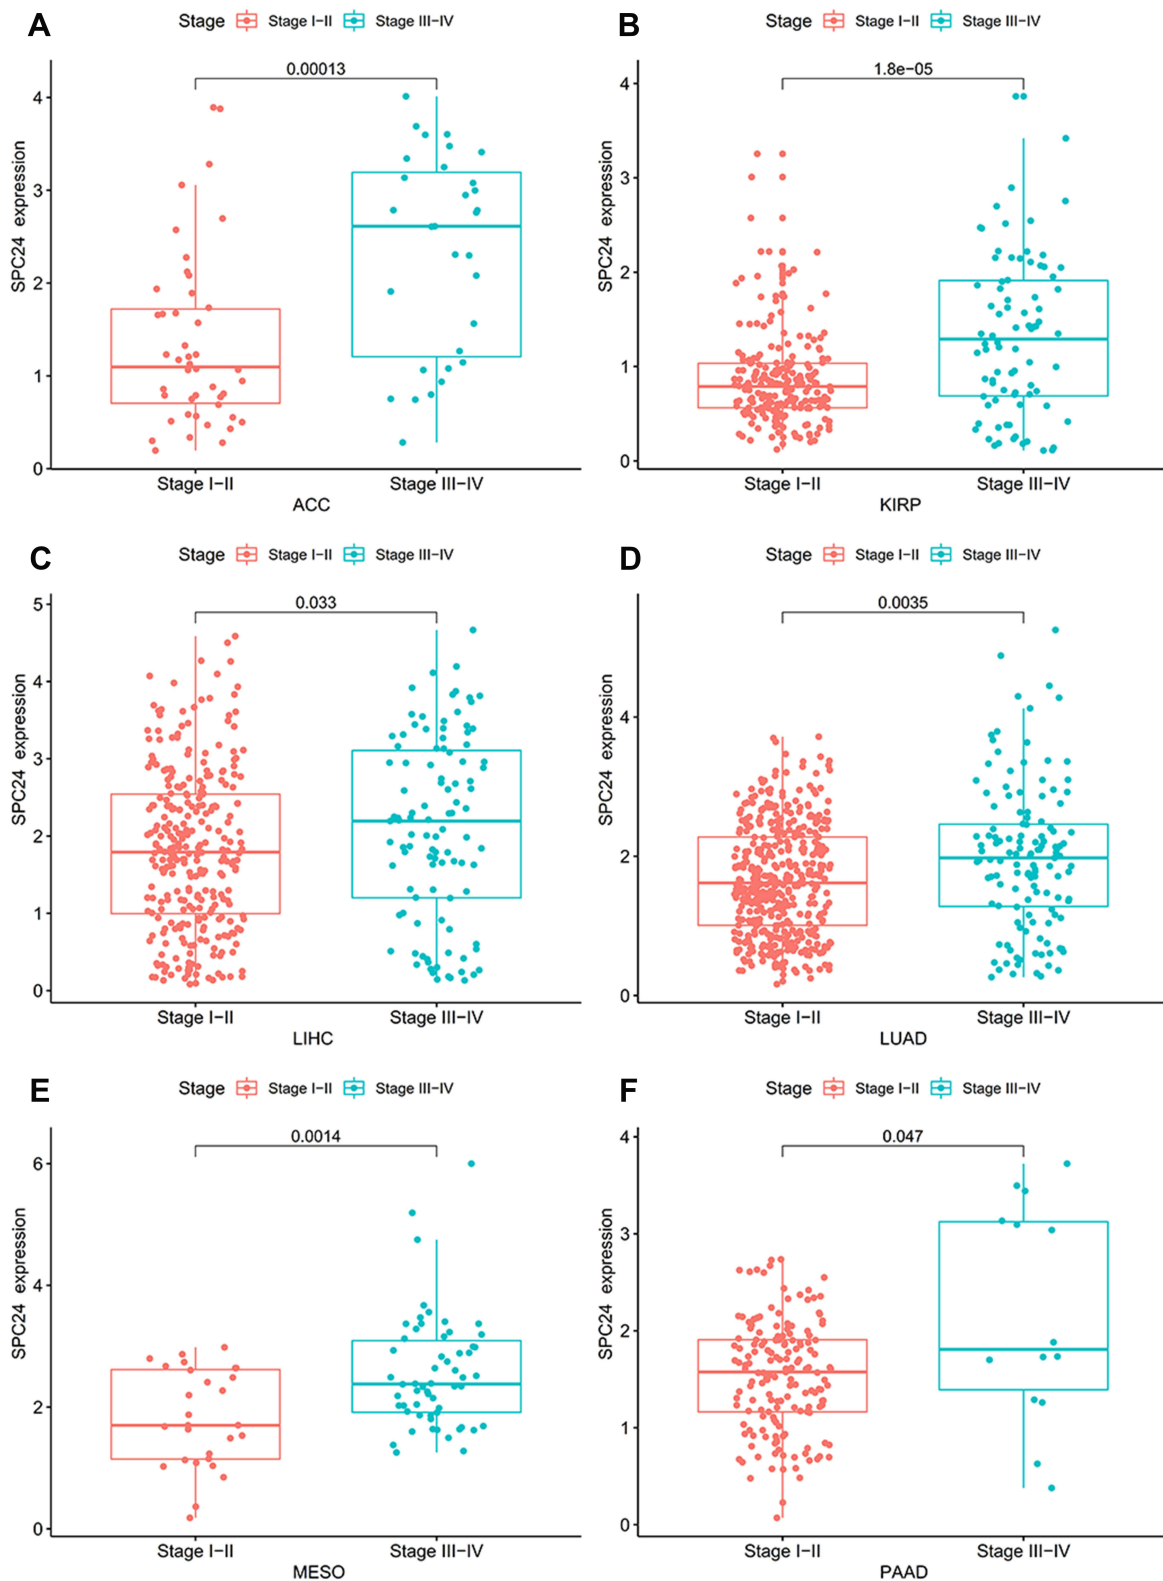 A
Stage Stage I−II Stage III−IV
0.00013
4
3
2
1
0
SPC24 expression
Stage I−II Stage III−IV
ACC
B
Stage Stage I−II Stage III−IV
1.8e−05
4
3
2
1
0
SPC24 expression
Stage I−II Stage III−IV
KIRP
C
Stage Stage I−II Stage III−IV
0.033
5
4
3
2
1
0
SPC24 expression
Stage I−II Stage III−IV
LIHC
D
Stage Stage I−II Stage III−IV
0.0035
4
2
0
SPC24 expression
Stage I−II Stage III−IV
LUAD
E
Stage Stage I−II Stage III−IV
0.0014
6
4
2
0
SPC24 expression
Stage I−II Stage III−IV
MESO
F
Stage Stage I−II Stage III−IV
0.047
4
3
2
1
0
SPC24 expression
Stage I−II Stage III−IV
PAAD